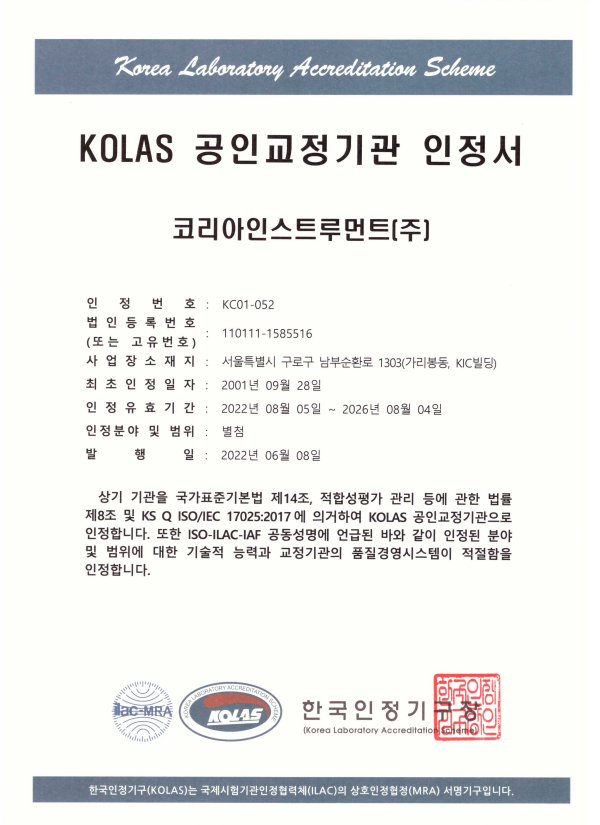 Korea Laboratory Accreditation Scheme
KOLAS 공인교정기관 인정서
코리아인스트루먼트(주)
인 정 번 호 : KC01-052
법인등록번호
(또는 고유번호) : 110111-1585516
사업장소재지 : 서울특별시 구로구 남부순환로 1303(가리봉동, KIC빌딩)
최초인정일자 : 2001년 09월 28일
인정유효기간 : 2022년 08월 05일 ~ 2026년 08월 04일
인정분야 및 범위 : 별첨
발 행 일 : 2022년 06월 08일
상기 기관을 국가표준기본법 제14조, 적합성평가 관리 등에 관한 법률
제8조 및 KS Q ISO/IEC 17025:2017 에 의거하여 KOLAS 공인교정기관으로
인정합니다. 또한 ISO-ILAC-IAF 공동성명에 언급된 바와 같이 인정된 분야
및 범위에 대한 기술적 능력과 교정기관의 품질경영시스템이 적절함을
인정합니다.
ilac-MRA
KOREA LABORATORY ACCREDITATION SCHEME
KOLAS
한국인정기구장
(Korea Laboratory Accreditation Scheme)
한국인정기구(KOLAS)는 국제시험기관인정협력체(ILAC)의 상호인정협정(MRA) 서명기구입니다.